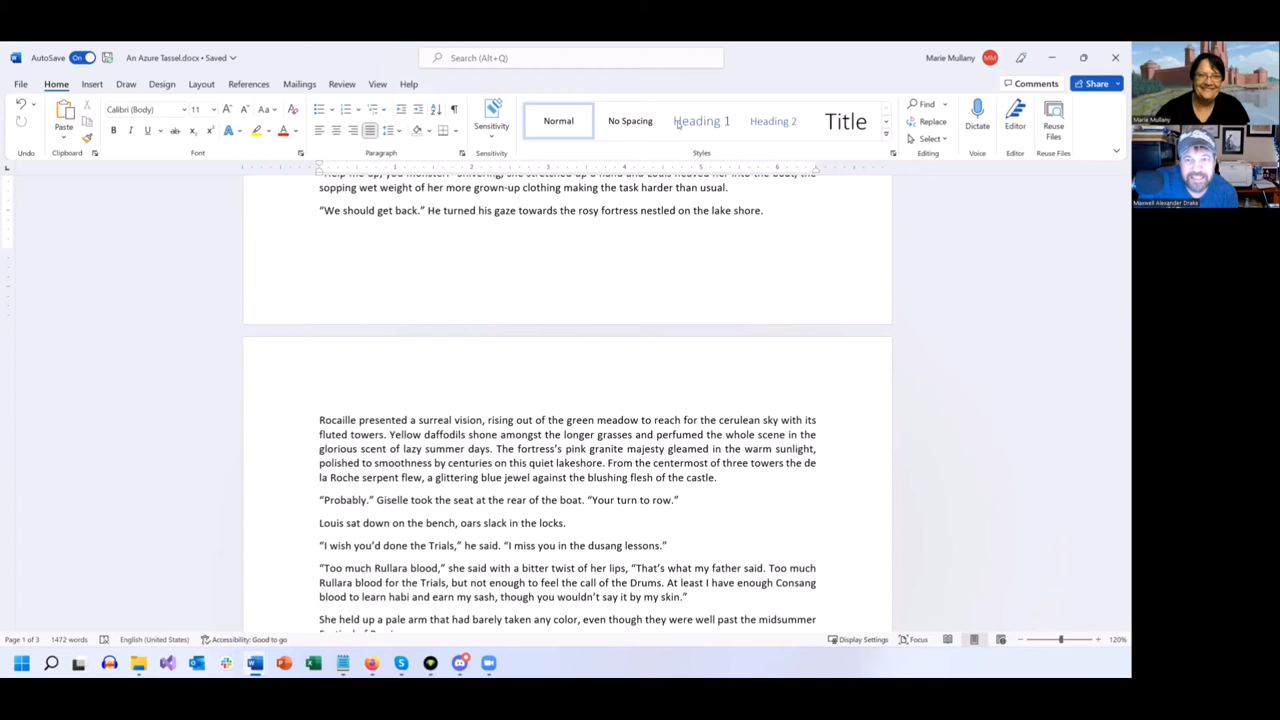 AutoSave On An Azure Tassel.docx • Saved Search (Alt+Q) Marie Mullany MM
File Home Insert Draw Design Layout References Mailings Review View Help Comments Share
Calibri (Body) 11 A A Aa Normal No Spacing Heading 1 Heading 2 Title Find
Paste B I U ab x₂ x² A A Sensitivity Replace Dictate Editor Reuse
Select Files
Undo Clipboard Font Paragraph Sensitivity Styles Editing Voice Editor Reuse Files
Marie Mullany
Maxwell Alexander Drake
sopping wet weight of her more grown-up clothing making the task harder than usual.
“We should get back.” He turned his gaze towards the rosy fortress nestled on the lake shore.
Rocaille presented a surreal vision, rising out of the green meadow to reach for the cerulean sky with its
fluted towers. Yellow daffodils shone amongst the longer grasses and perfumed the whole scene in the
glorious scent of lazy summer days. The fortress’s pink granite majesty gleamed in the warm sunlight,
polished to smoothness by centuries on this quiet lakeshore. From the centermost of three towers the de
la Roche serpent flew, a glittering blue jewel against the blushing flesh of the castle.
“Probably.” Giselle took the seat at the rear of the boat. “Your turn to row.”
Louis sat down on the bench, oars slack in the locks.
“I wish you’d done the Trials,” he said. “I miss you in the dusang lessons.”
“Too much Rullara blood,” she said with a bitter twist of her lips, “That’s what my father said. Too much
Rullara blood for the Trials, but not enough to feel the call of the Drums. At least I have enough Consang
blood to learn habi and earn my sash, though you wouldn’t say it by my skin.”
She held up a pale arm that had barely taken any color, even though they were well past the midsummer
Page 1 of 3 1472 words English (United States) Accessibility: Good to go Display Settings Focus 120%